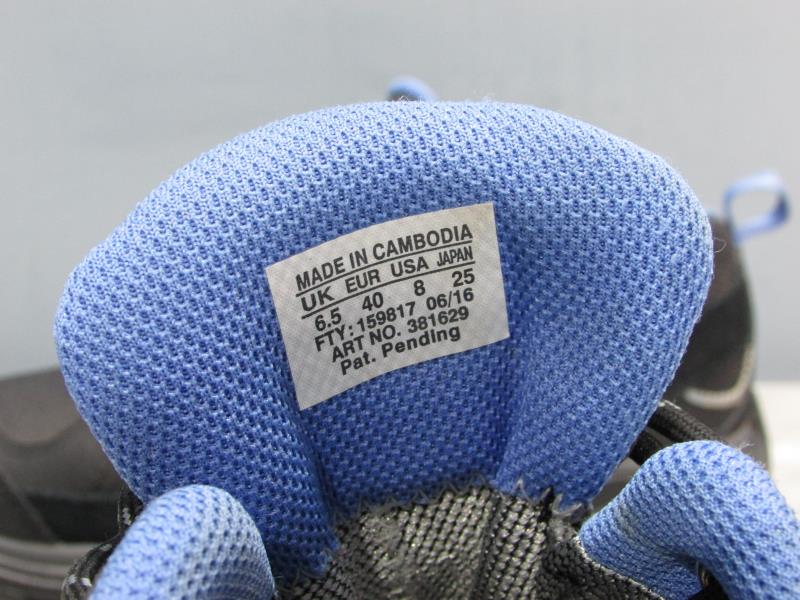 MADE IN CAMBODIA
UK EUR USA JAPAN
6.5 40 8 25
FTY: 159817 06/16
ART NO. 381629
Pat. Pending